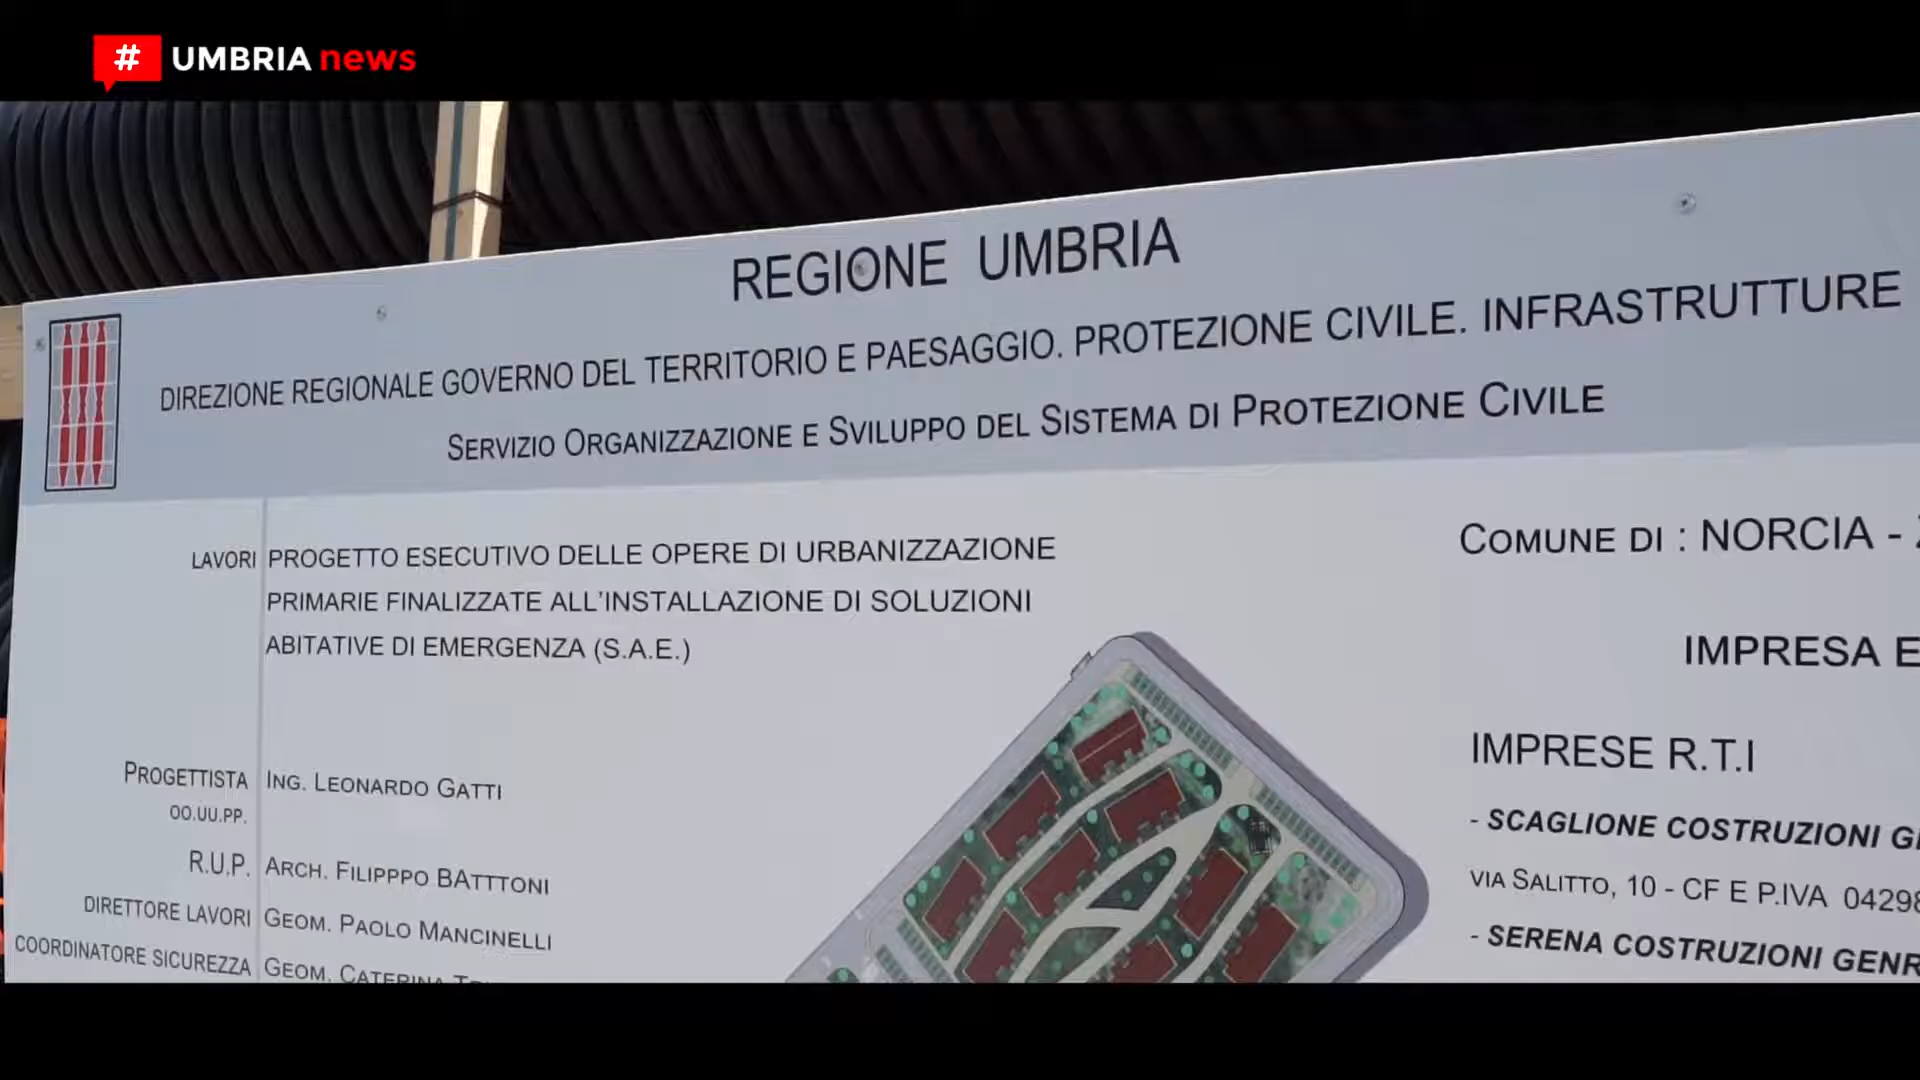 # UMBRIA news
REGIONE UMBRIA
DIREZIONE REGIONALE GOVERNO DEL TERRITORIO E PAESAGGIO. PROTEZIONE CIVILE. INFRASTRUTTURE
SERVIZIO ORGANIZZAZIONE E SVILUPPO DEL SISTEMA DI PROTEZIONE CIVILE
LAVORI PROGETTO ESECUTIVO DELLE OPERE DI URBANIZZAZIONE
PRIMARIE FINALIZZATE ALL'INSTALLAZIONE DI SOLUZIONI
ABITATIVE DI EMERGENZA (S.A.E.)
PROGETTISTA ING. LEONARDO GATTI
OO.UU.PP.
R.U.P. ARCH. FILIPPPO BATTTONI
DIRETTORE LAVORI GEOM. PAOLO MANCINELLI
COORDINATORE SICUREZZA GEOM. CATERINA
COMUNE DI : NORCIA -
IMPRESA
IMPRESE R.T.I
- SCAGLIONE COSTRUZIONI
VIA SALITTO, 10 - CF E P.IVA 04298
- SERENA COSTRUZIONI GENR